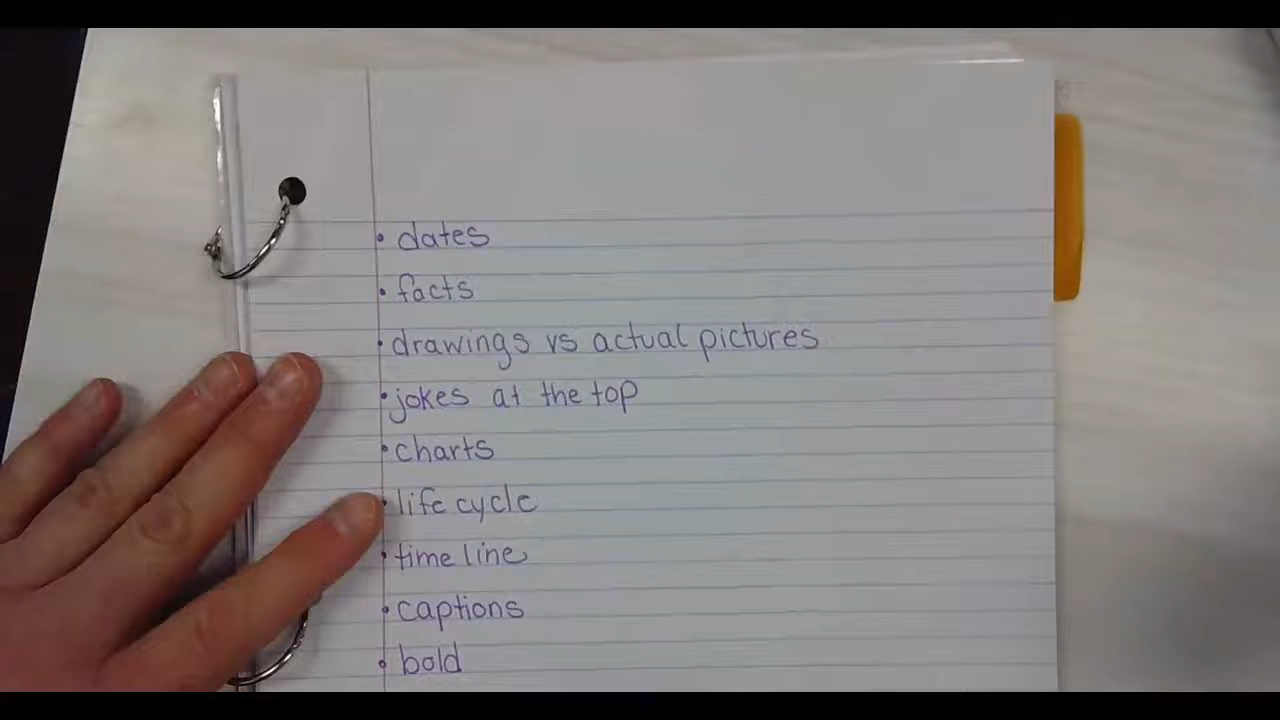 • dates
• facts
• drawings vs actual pictures
• jokes at the top
• charts
• life cycle
• time line
• captions
• bold